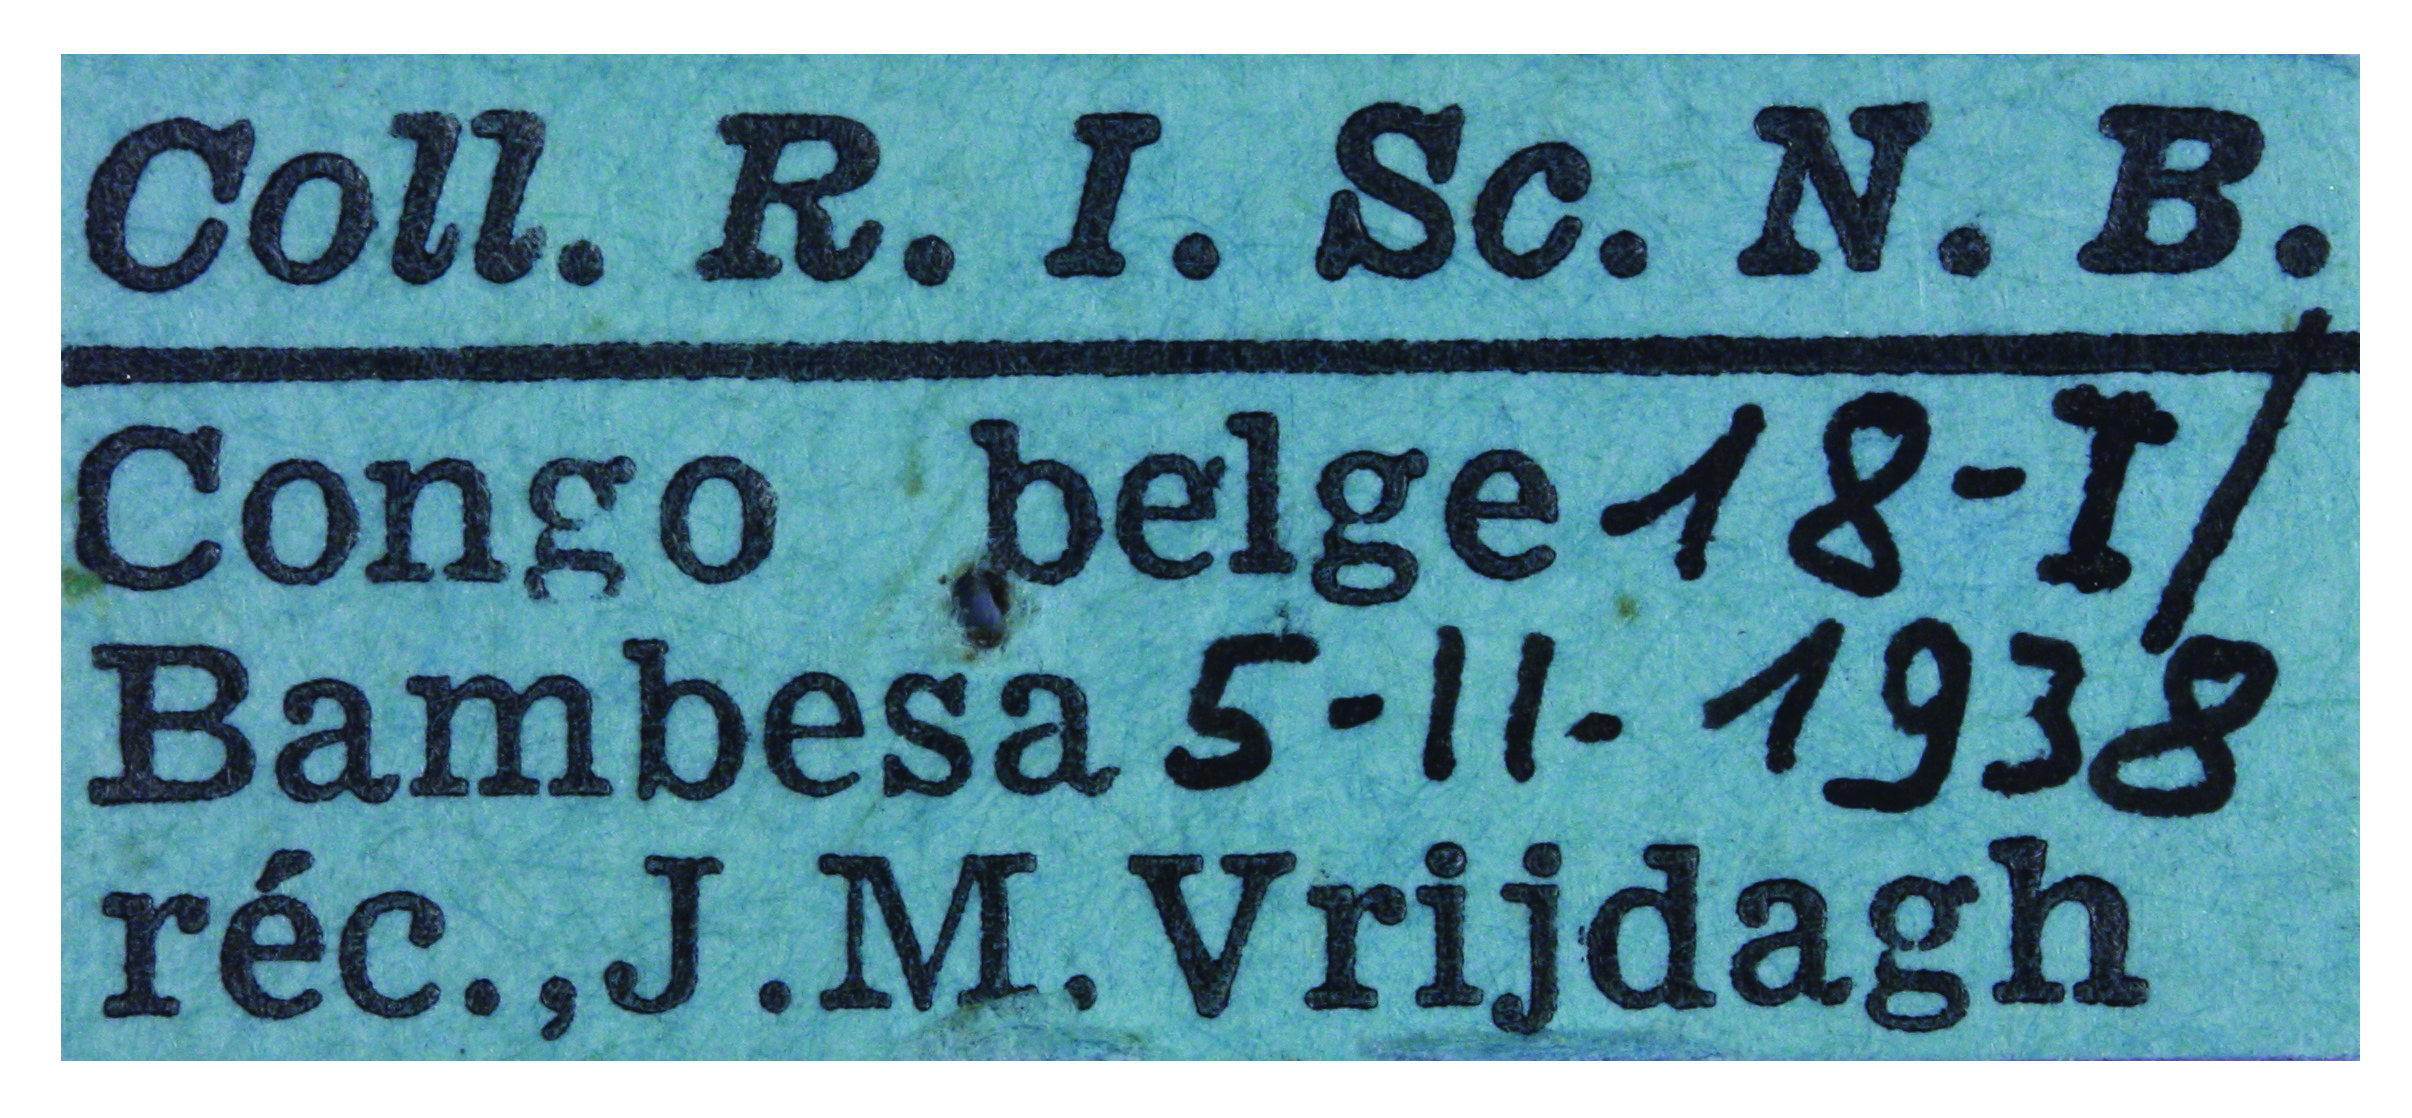 Coll. R. I. Sc. N. B.
Congo belge 18-I/
Bambesa 5-II-1938
réc., J.M.Vrijdagh